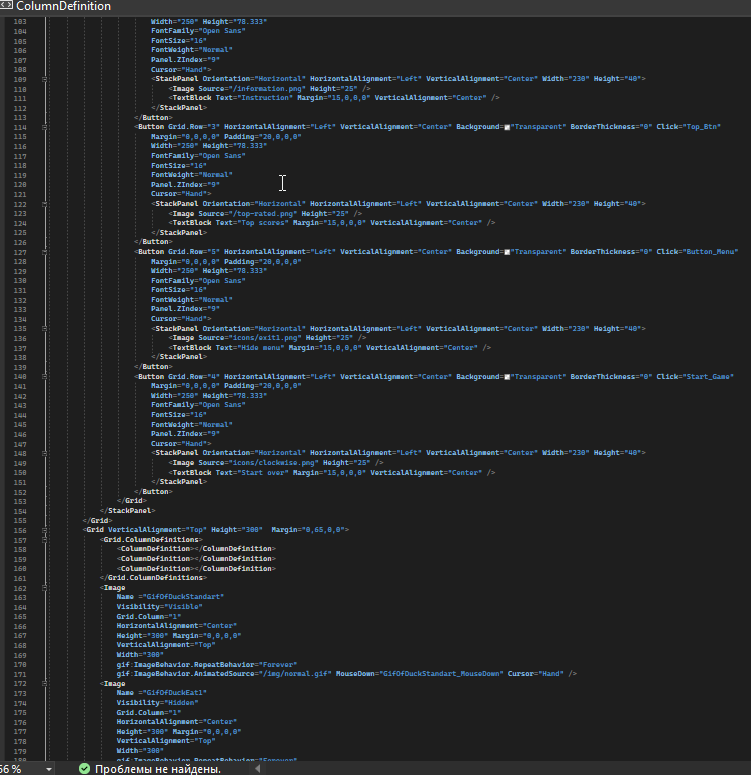 ColumnDefinition
103 Width="250" Height="78.333"
104 FontFamily="Open Sans"
105 FontSize="16"
106 FontWeight="Normal"
107 Panel.ZIndex="9"
108 Cursor="Hand">
109 <StackPanel Orientation="Horizontal" HorizontalAlignment="Left" VerticalAlignment="Center" Width="230" Height="40">
110 <Image Source="/information.png" Height="25" />
111 <TextBlock Text="Instruction" Margin="15,0,0,0" VerticalAlignment="Center" />
112 </StackPanel>
113 </Button>
114 <Button Grid.Row="3" HorizontalAlignment="Left" VerticalAlignment="Center" Background="Transparent" BorderThickness="0" Click="Top_Btn"
115 Margin="0,0,0,0" Padding="20,0,0,0"
116 Width="250" Height="78.333"
117 FontFamily="Open Sans"
118 FontSize="16"
119 FontWeight="Normal"
120 Panel.ZIndex="9"
121 Cursor="Hand">
122 <StackPanel Orientation="Horizontal" HorizontalAlignment="Left" VerticalAlignment="Center" Width="230" Height="40">
123 <Image Source="/top-rated.png" Height="25" />
124 <TextBlock Text="Top scores" Margin="15,0,0,0" VerticalAlignment="Center" />
125 </StackPanel>
126 </Button>
127 <Button Grid.Row="5" HorizontalAlignment="Left" VerticalAlignment="Center" Background="Transparent" BorderThickness="0" Click="Button_Menu"
128 Margin="0,0,0,0" Padding="20,0,0,0"
129 Width="250" Height="78.333"
130 FontFamily="Open Sans"
131 FontSize="16"
132 FontWeight="Normal"
133 Panel.ZIndex="9"
134 Cursor="Hand">
135 <StackPanel Orientation="Horizontal" HorizontalAlignment="Left" VerticalAlignment="Center" Width="230" Height="40">
136 <Image Source="icons/exit1.png" Height="25" />
137 <TextBlock Text="Hide menu" Margin="15,0,0,0" VerticalAlignment="Center" />
138 </StackPanel>
139 </Button>
140 <Button Grid.Row="4" HorizontalAlignment="Left" VerticalAlignment="Center" Background="Transparent" BorderThickness="0" Click="Start_Game"
141 Margin="0,0,0,0" Padding="20,0,0,0"
142 Width="250" Height="78.333"
143 FontFamily="Open Sans"
144 FontSize="16"
145 FontWeight="Normal"
146 Panel.ZIndex="9"
147 Cursor="Hand">
148 <StackPanel Orientation="Horizontal" HorizontalAlignment="Left" VerticalAlignment="Center" Width="230" Height="40">
149 <Image Source="icons/clockwise.png" Height="25" />
150 <TextBlock Text="Start over" Margin="15,0,0,0" VerticalAlignment="Center" />
151 </StackPanel>
152 </Button>
153 </Grid>
154 </StackPanel>
155 </Grid>
156 <Grid VerticalAlignment="Top" Height="300" Margin="0,65,0,0">
157 <Grid.ColumnDefinitions>
158 <ColumnDefinition></ColumnDefinition>
159 <ColumnDefinition></ColumnDefinition>
160 <ColumnDefinition></ColumnDefinition>
161 </Grid.ColumnDefinitions>
162 <Image
163 Name ="GifOfDuckStandart"
164 Visibility="Visible"
165 Grid.Column="1"
166 HorizontalAlignment="Center"
167 Height="300" Margin="0,0,0,0"
168 VerticalAlignment="Top"
169 Width="300"
170 gif:ImageBehavior.RepeatBehavior="Forever"
171 gif:ImageBehavior.AnimatedSource="/img/normal.gif" MouseDown="GifOfDuckStandart_MouseDown" Cursor="Hand" />
172 <Image
173 Name ="GifOfDuckEat1"
174 Visibility="Hidden"
175 Grid.Column="1"
176 HorizontalAlignment="Center"
177 Height="300" Margin="0,0,0,0"
178 VerticalAlignment="Top"
179 Width="300"
180 gif:ImageBehavior.RepeatBehavior="Forever"
56 % Проблемы не найдены.